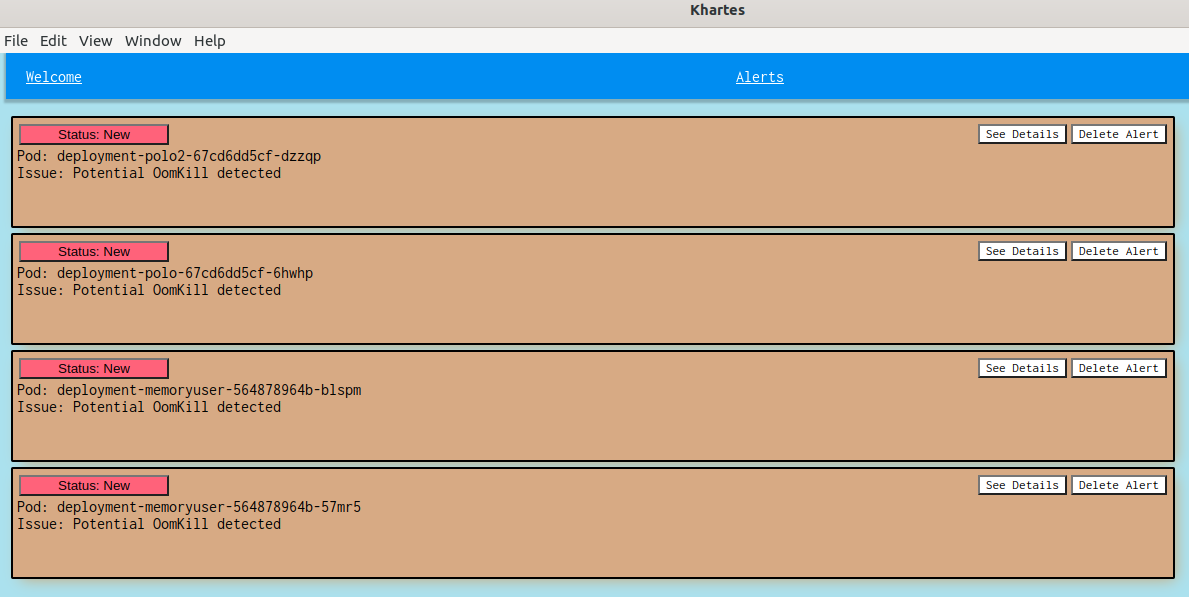 Khartes
File Edit View Window Help
Welcome Alerts
Status: New See Details Delete Alert
Pod: deployment-polo2-67cd6dd5cf-dzzqp
Issue: Potential OomKill detected
Status: New See Details Delete Alert
Pod: deployment-polo-67cd6dd5cf-6hwhp
Issue: Potential OomKill detected
Status: New See Details Delete Alert
Pod: deployment-memoryuser-564878964b-blspm
Issue: Potential OomKill detected
Status: New See Details Delete Alert
Pod: deployment-memoryuser-564878964b-57mr5
Issue: Potential OomKill detected